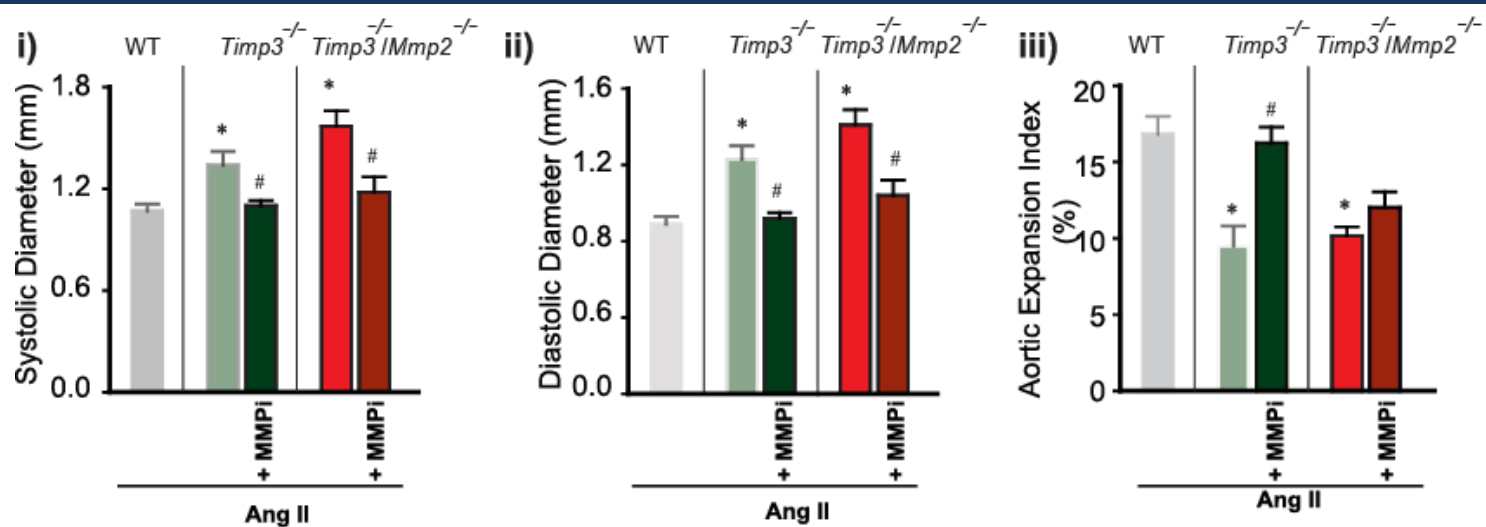 i)
WT
Timp3−/−
Timp3−/−/Mmp2−/−
Systolic Diameter (mm)
1.8
1.2
0.6
0.0
*
#
*
#
+ MMPi
+ MMPi
Ang II
ii)
WT
Timp3−/−
Timp3−/−/Mmp2−/−
Diastolic Diameter (mm)
1.6
1.2
0.8
0.6
0.0
*
#
*
#
+ MMPi
+ MMPi
Ang II
iii)
WT
Timp3−/−
Timp3−/−/Mmp2−/−
Aortic Expansion Index
(%)
20
15
10
5
0
*
#
*
+ MMPi
+ MMPi
Ang II